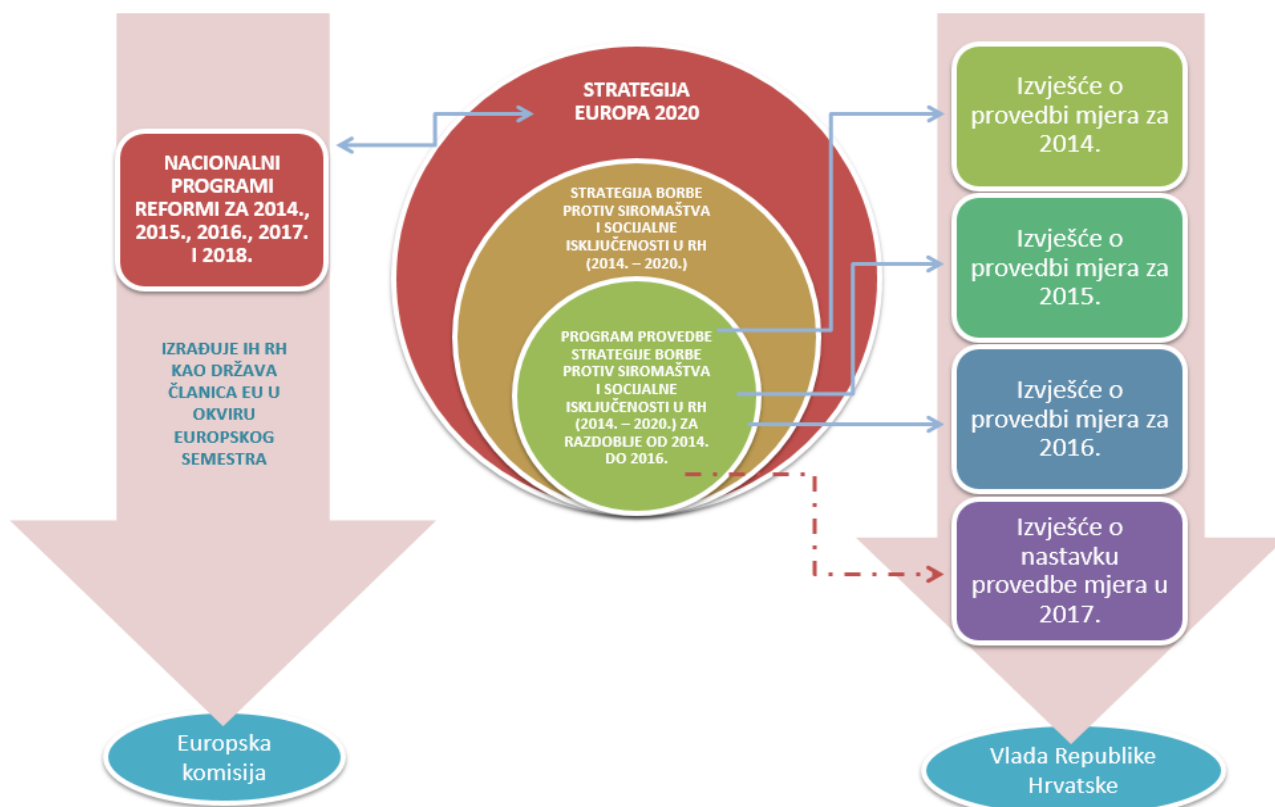 NACIONALNI
PROGRAMI
REFORMI ZA 2014.,
2015., 2016., 2017.
I 2018.
IZRAĐUJE IH RH
KAO DRŽAVA
ČLANICA EU U
OKVIRU
EUROPSKOG
SEMESTRA
Europska
komisija
STRATEGIJA
EUROPA 2020
STRATEGIJA BORBE
PROTIV SIROMAŠTVA
I SOCIJALNE
ISKLJUČENOSTI U RH
(2014. – 2020.)
PROGRAM PROVEDBE
STRATEGIJE BORBE
PROTIV SIROMAŠTVA
I SOCIJALNE
ISKLJUČENOSTI U RH
(2014. – 2020.) ZA
RAZDOBLJE OD 2014.
DO 2016.
Izvješće o
provedbi mjera za
2014.
Izvješće o
provedbi mjera za
2015.
Izvješće o
provedbi mjera za
2016.
Izvješće o
nastavku
provedbe mjera u
2017.
Vlada Republike
Hrvatske